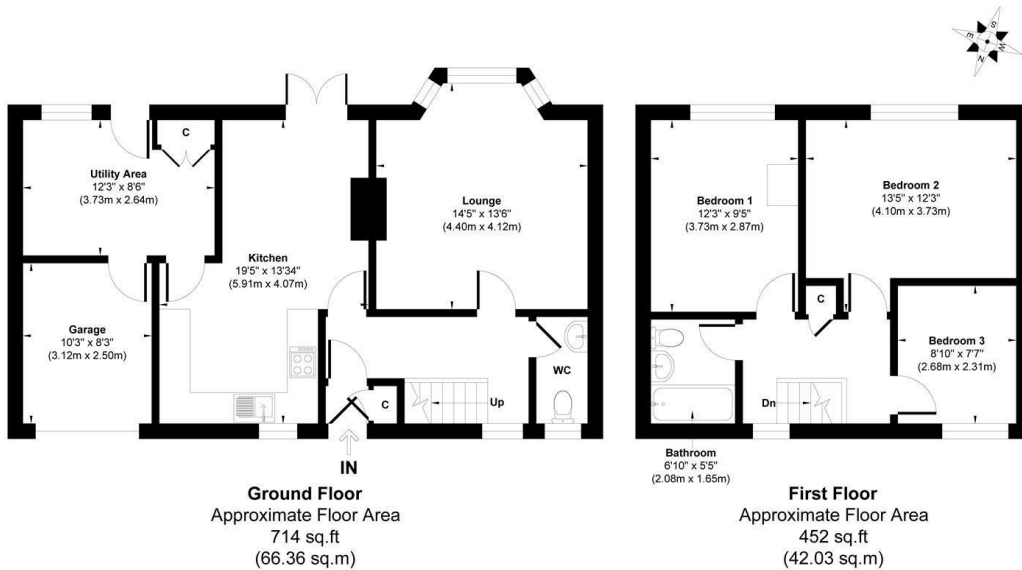 S
E
W
N
C
Utility Area
12'3" x 8'6"
(3.73m x 2.64m)
Kitchen
19'5" x 13'34"
(5.91m x 4.07m)
Lounge
14'5" x 13'6"
(4.40m x 4.12m)
Garage
10'3" x 8'3"
(3.12m x 2.50m)
WC
C
Up
IN
Ground Floor
Approximate Floor Area
714 sq.ft
(66.36 sq.m)
Bedroom 1
12'3" x 9'5"
(3.73m x 2.87m)
Bedroom 2
13'5" x 12'3"
(4.10m x 3.73m)
C
Bedroom 3
8'10" x 7'7"
(2.68m x 2.31m)
Dn
Bathroom
6'10" x 5'5"
(2.08m x 1.65m)
First Floor
Approximate Floor Area
452 sq.ft
(42.03 sq.m)